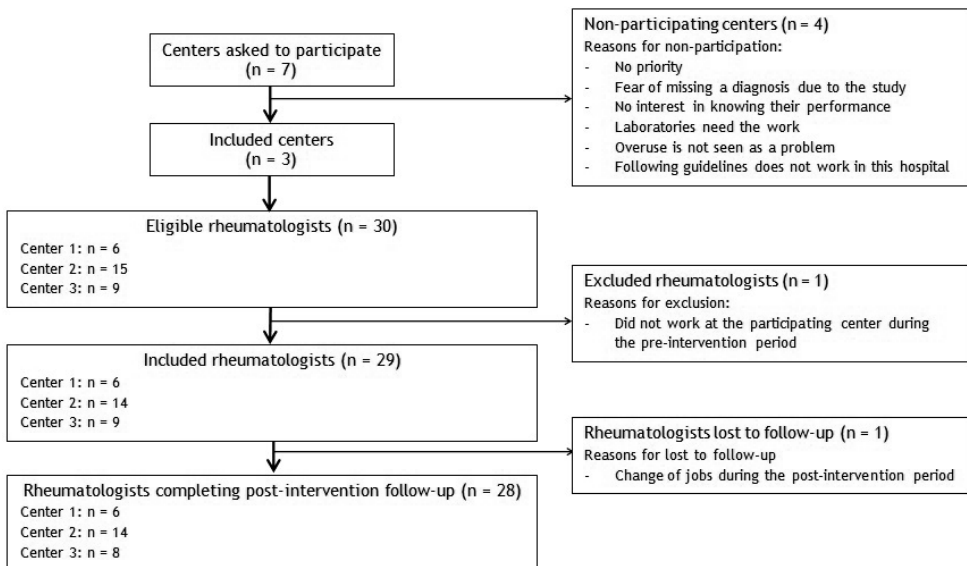 Centers asked to participate
(n = 7)
Non-participating centers (n = 4)
Reasons for non-participation:
- No priority
- Fear of missing a diagnosis due to the study
- No interest in knowing their performance
- Laboratories need the work
- Overuse is not seen as a problem
- Following guidelines does not work in this hospital
Included centers
(n = 3)
Eligible rheumatologists (n = 30)
Center 1: n = 6
Center 2: n = 15
Center 3: n = 9
Excluded rheumatologists (n = 1)
Reasons for exclusion:
- Did not work at the participating center during
the pre-intervention period
Included rheumatologists (n = 29)
Center 1: n = 6
Center 2: n = 14
Center 3: n = 9
Rheumatologists lost to follow-up (n = 1)
Reasons for lost to follow-up
- Change of jobs during the post-intervention period
Rheumatologists completing post-intervention follow-up (n = 28)
Center 1: n = 6
Center 2: n = 14
Center 3: n = 8